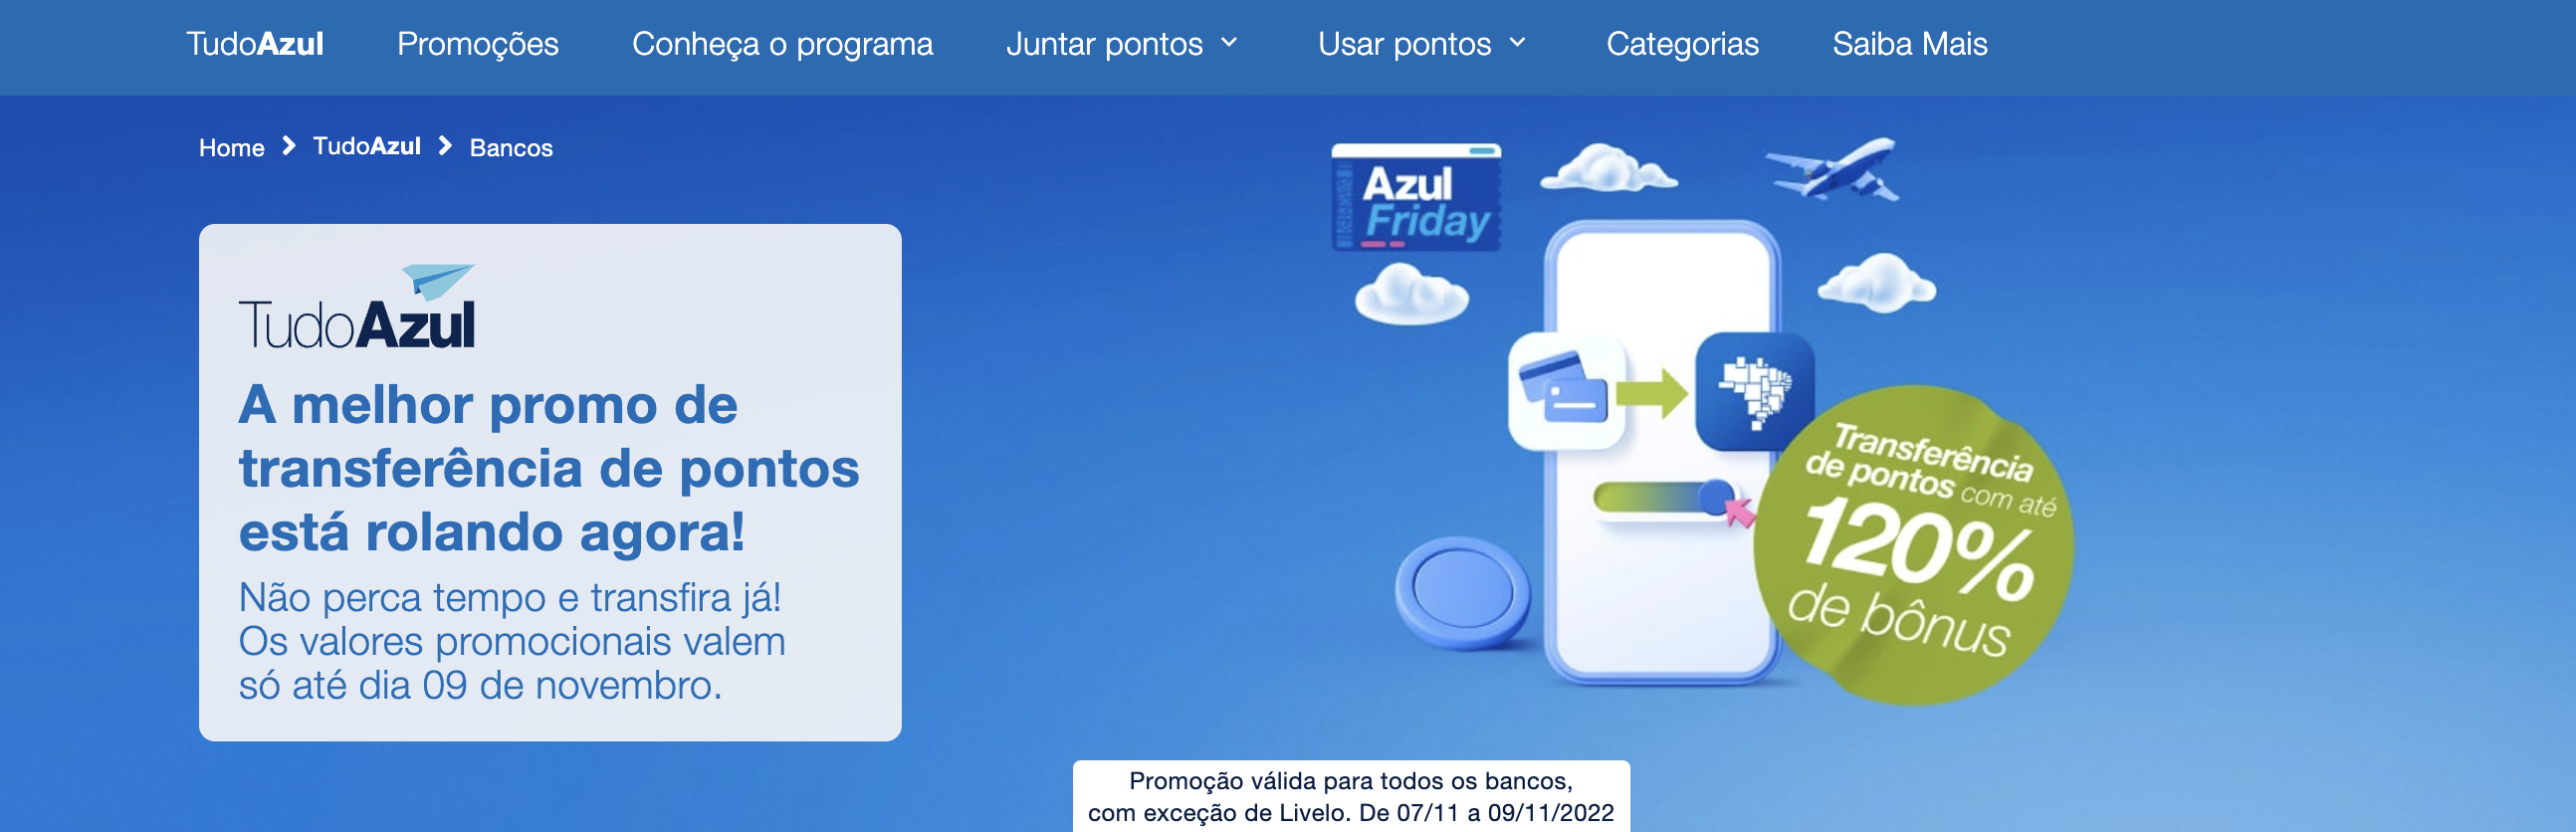 TudoAzul Promoções Conheça o programa Juntar pontos Usar pontos Categorias Saiba Mais
Home TudoAzul Bancos
TudoAzul
A melhor promo de
transferência de pontos
está rolando agora!
Não perca tempo e transfira já!
Os valores promocionais valem
só até dia 09 de novembro.
Azul
Friday
Transferência
de pontos com até
120%
de bônus
Promoção válida para todos os bancos,
com exceção de Livelo. De 07/11 a 09/11/2022